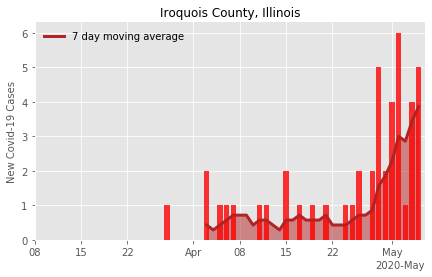 Iroquois County, Illinois
7 day moving average
New Covid-19 Cases
6
5
4
3
2
1
0
08 15 22 Apr 08 15 22 May
2020-May